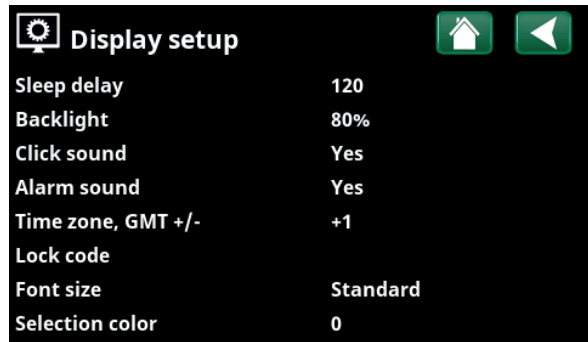 Display setup
Sleep delay 120
Backlight 80%
Click sound Yes
Alarm sound Yes
Time zone, GMT +/- +1
Lock code
Font size Standard
Selection color 0